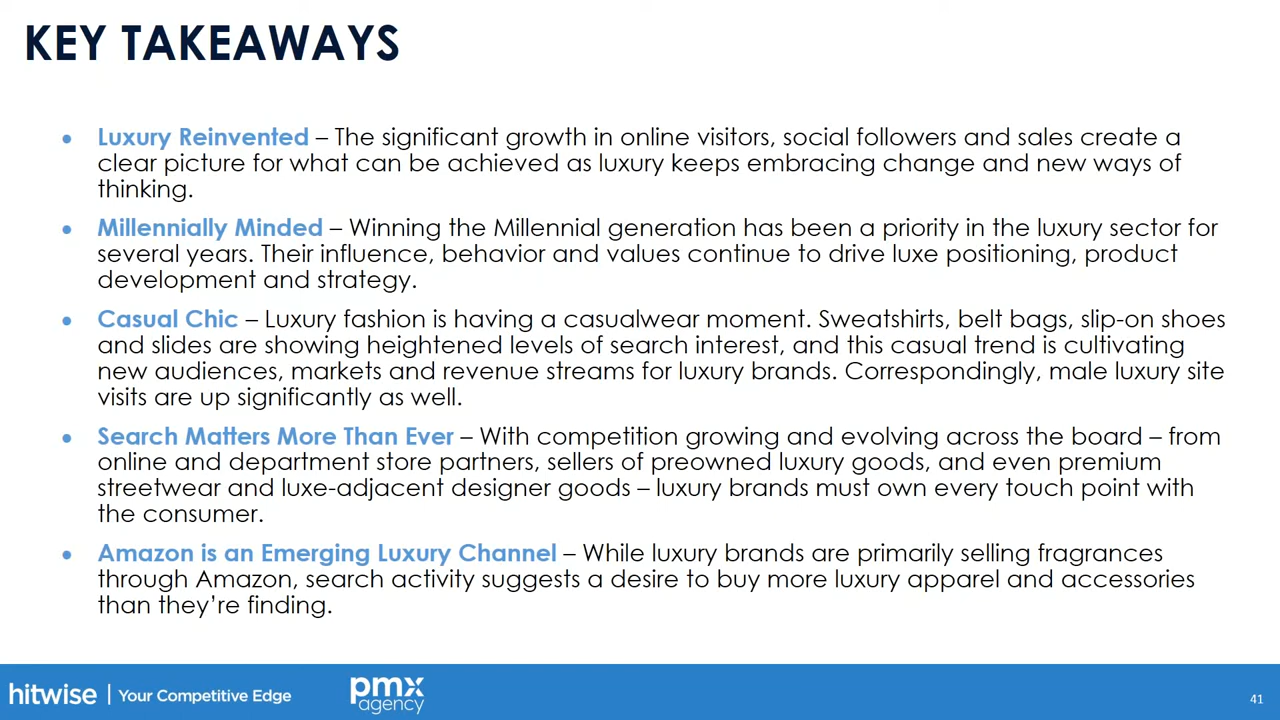 KEY TAKEAWAYS
• Luxury Reinvented – The significant growth in online visitors, social followers and sales create a
clear picture for what can be achieved as luxury keeps embracing change and new ways of
thinking.
• Millennially Minded – Winning the Millennial generation has been a priority in the luxury sector for
several years. Their influence, behavior and values continue to drive luxe positioning, product
development and strategy.
• Casual Chic – Luxury fashion is having a casualwear moment. Sweatshirts, belt bags, slip-on shoes
and slides are showing heightened levels of search interest, and this casual trend is cultivating
new audiences, markets and revenue streams for luxury brands. Correspondingly, male luxury site
visits are up significantly as well.
• Search Matters More Than Ever – With competition growing and evolving across the board – from
online and department store partners, sellers of preowned luxury goods, and even premium
streetwear and luxe-adjacent designer goods – luxury brands must own every touch point with
the consumer.
• Amazon is an Emerging Luxury Channel – While luxury brands are primarily selling fragrances
through Amazon, search activity suggests a desire to buy more luxury apparel and accessories
than they're finding.
hitwise | Your Competitive Edge
pmx
agency
41